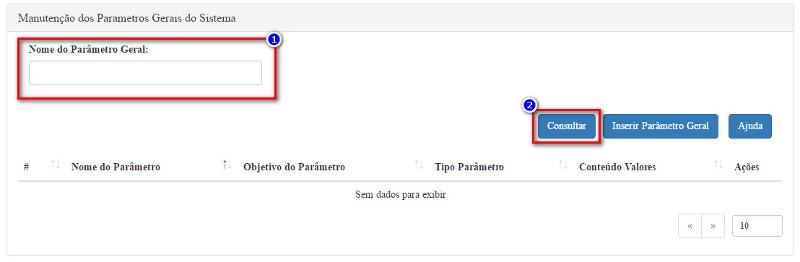 Manutenção dos Parametros Gerais do Sistema
1
Nome do Parâmetro Geral:
2
Consultar Inserir Parâmetro Geral Ajuda
# Nome do Parâmetro Objetivo do Parâmetro Tipo Parâmetro Conteúdo Valores Ações
Sem dados para exibir
« » 10